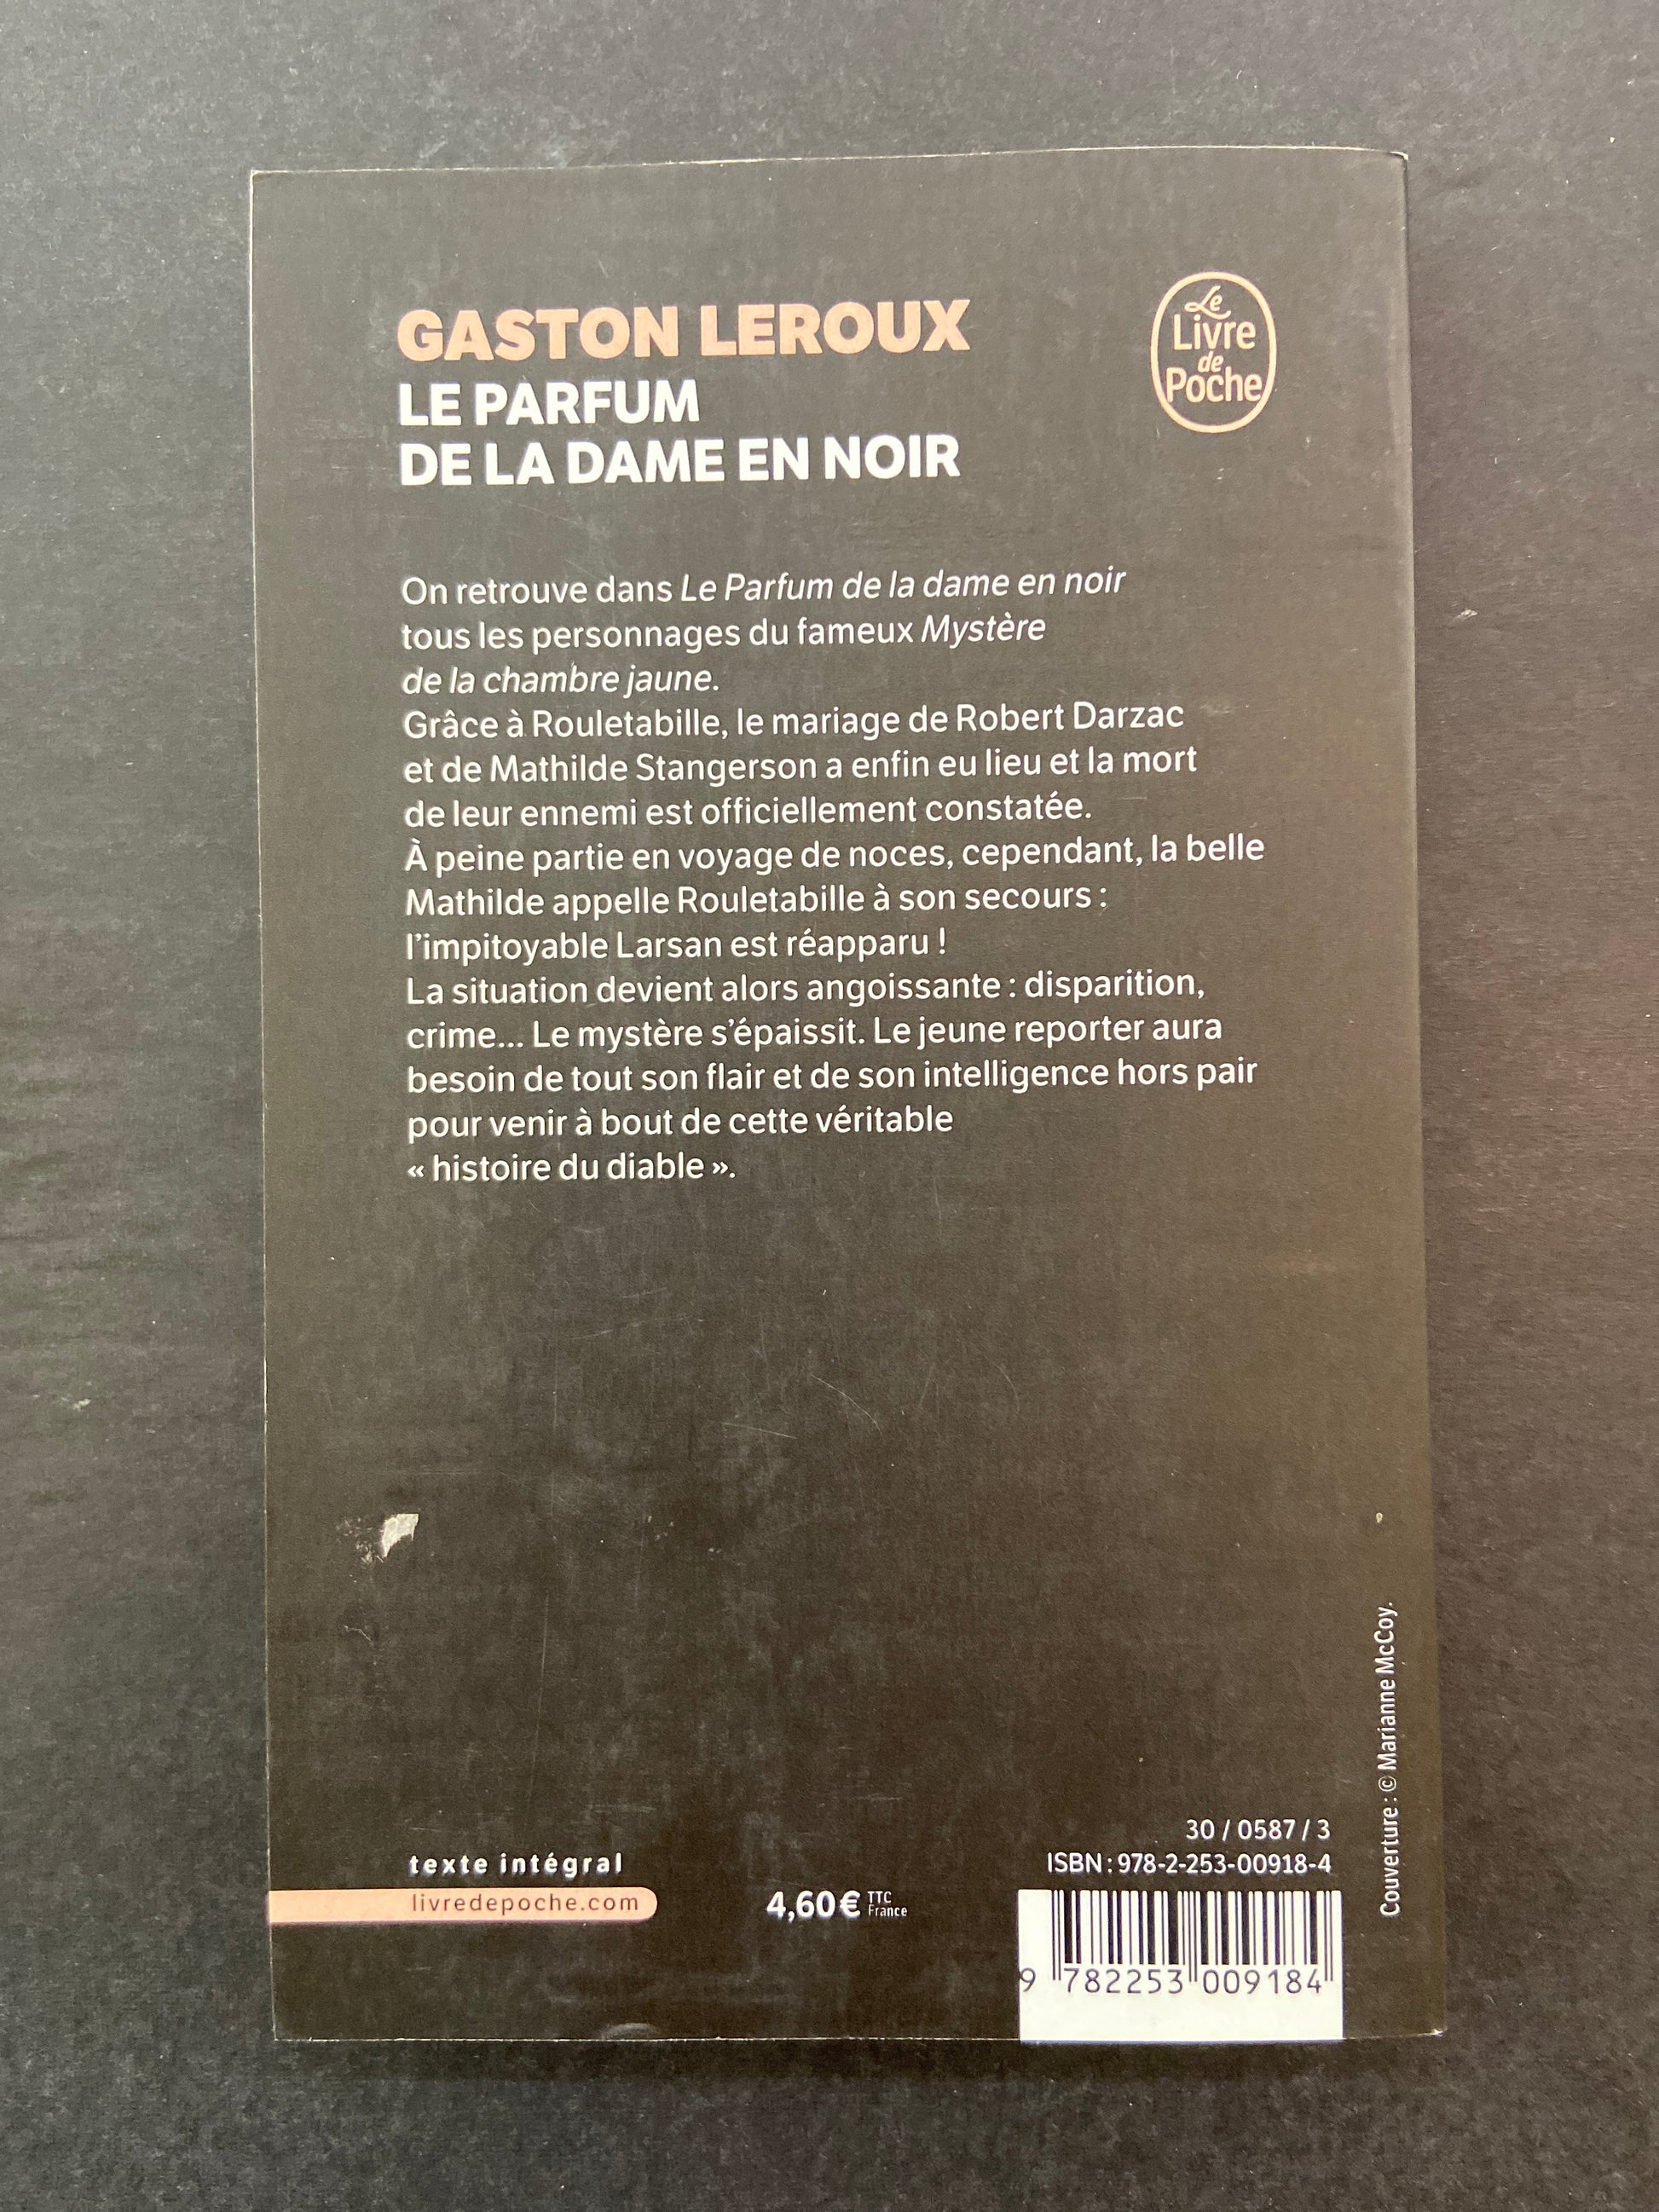 GASTON LEROUX
LE PARFUM
DE LA DAME EN NOIR
Le
Livre
de
Poche
On retrouve dans Le Parfum de la dame en noir
tous les personnages du fameux Mystère
de la chambre jaune.
Grâce à Rouletabille, le mariage de Robert Darzac
et de Mathilde Stangerson a enfin eu lieu et la mort
de leur ennemi est officiellement constatée.
À peine partie en voyage de noces, cependant, la belle
Mathilde appelle Rouletabille à son secours :
l'impitoyable Larsan est réapparu !
La situation devient alors angoissante : disparition,
crime... Le mystère s'épaissit. Le jeune reporter aura
besoin de tout son flair et de son intelligence hors pair
pour venir à bout de cette véritable
« histoire du diable ».
Couverture : © Marianne McCoy.
texte intégral
livredepoche.com
4,60 € TTC
France
30 / 0587 / 3
ISBN : 978-2-253-00918-4
9 782253 009184